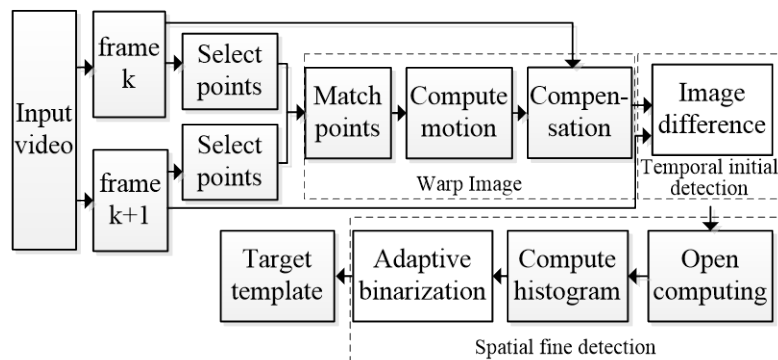 Input
video
frame
k
Select
points
frame
k+1
Select
points
Match
points
Compute
motion
Compen-
sation
Warp Image
Image
difference
Temporal initial
detection
Open
computing
Compute
histogram
Adaptive
binarization
Target
template
Spatial fine detection